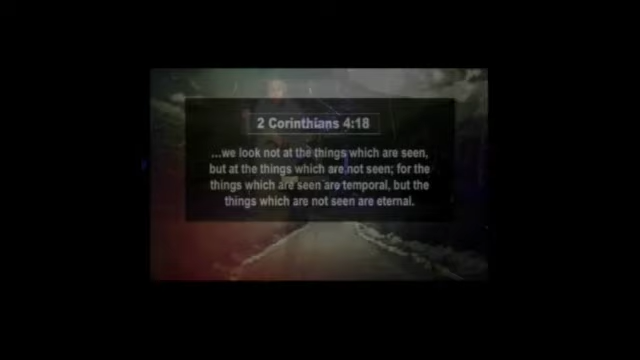 2 Corinthians 4:18
...we look not at the things which are seen,
but at the things which are not seen; for the
things which are seen are temporal, but the
things which are not seen are eternal.